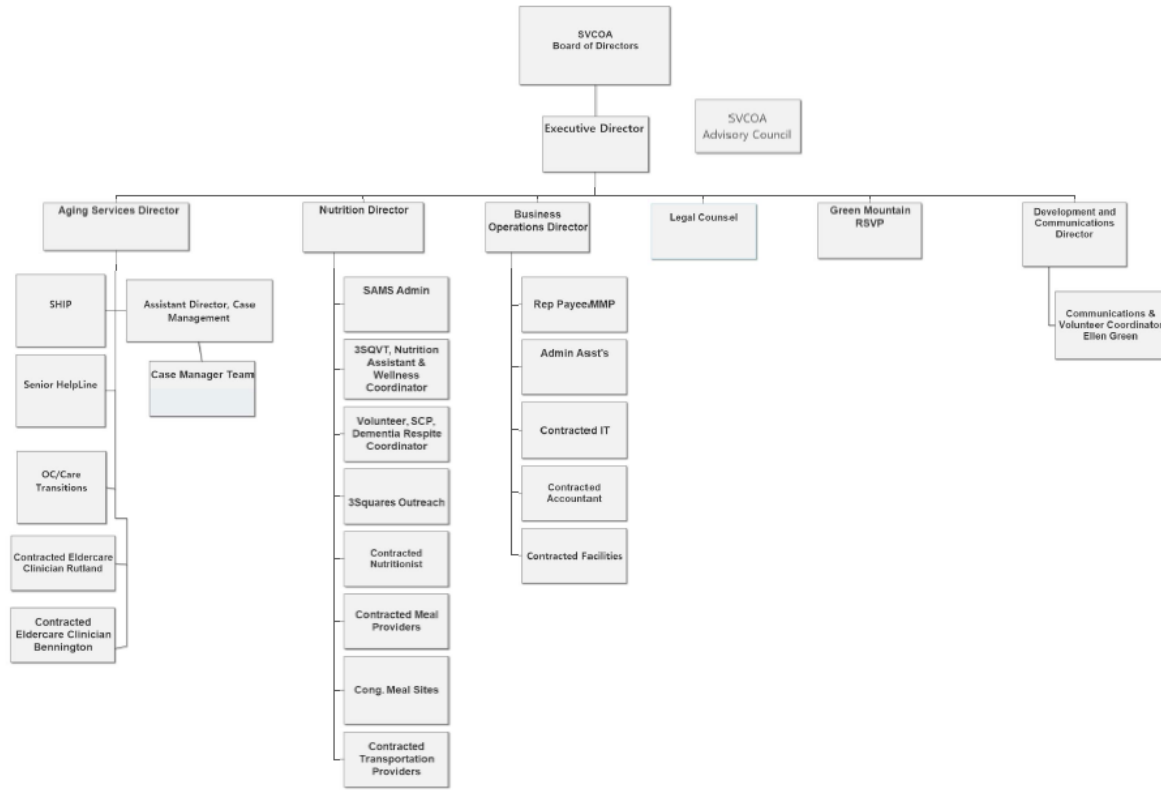 SVCOA
Board of Directors
Executive Director
SVCOA
Advisory Council
Aging Services Director
Nutrition Director
Business
Operations Director
Legal Counsel
Green Mountain
RSVP
Development and
Communications
Director
SHIP
Assistant Director, Case
Management
Case Manager Team
Senior HelpLine
OC/Care
Transitions
Contracted Eldercare
Clinician Rutland
Contracted
Eldercare Clinician
Bennington
SAMS Admin
3SQVT, Nutrition
Assistant &
Wellness
Coordinator
Volunteer, SCP,
Dementia Respite
Coordinator
3Squares Outreach
Contracted
Nutritionist
Contracted Meal
Providers
Cong. Meal Sites
Contracted
Transportation
Providers
Rep Payee/MMP
Admin Asst's
Contracted IT
Contracted
Accountant
Contracted Facilities
Communications &
Volunteer Coordinator
Ellen Green